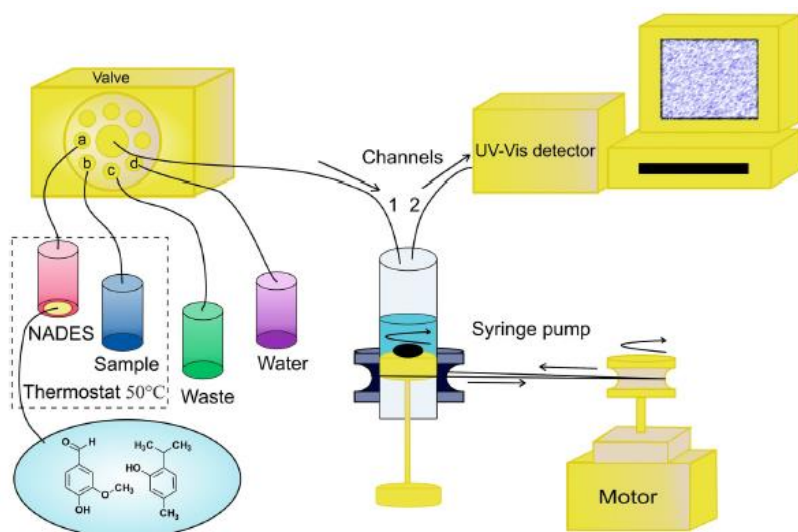 Valve
a
b
c
d
Channels
1 2
UV-Vis detector
NADES
Sample
Thermostat 50°C
Waste
Water
Syringe pump
Motor
O
H
OH
O
CH₃
H₃C
CH₃
HO
CH₃